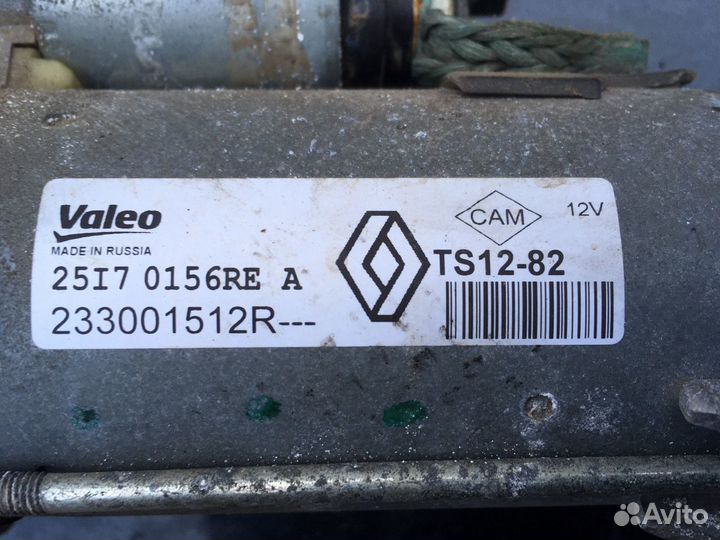 Valeo
MADE IN RUSSIA
25I7 0156RE A
233001512R---
CAM
12V
TS12-82
Avito